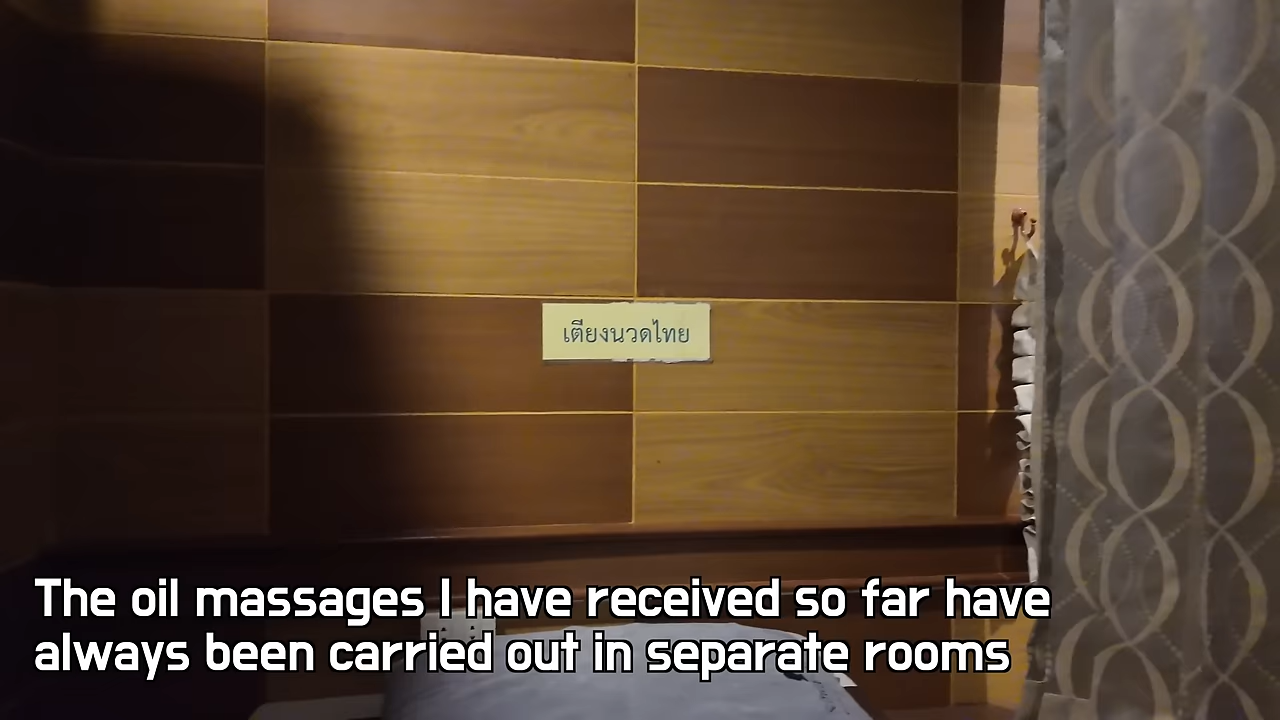 เตียงนวดไทย
The oil massages I have received so far have
always been carried out in separate rooms